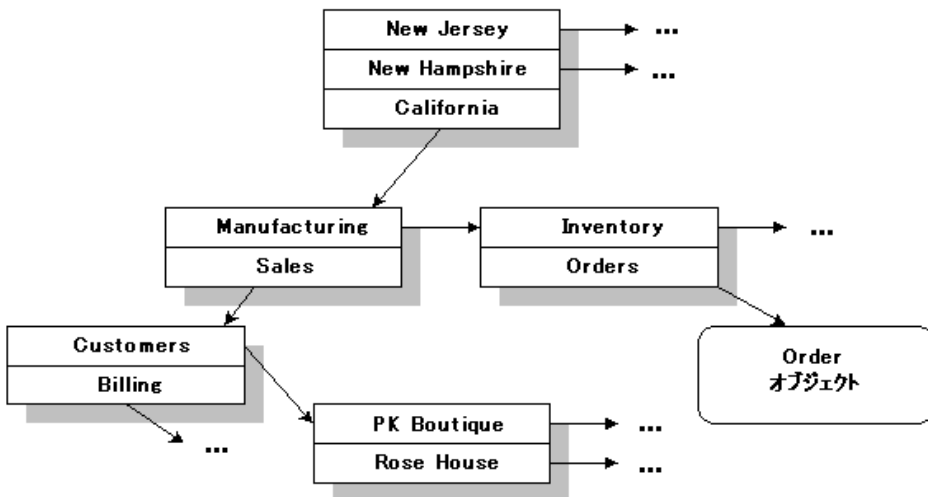 New Jersey
...
New Hampshire
...
California
Manufacturing
Inventory
...
Sales
Orders
Customers
Order
オブジェクト
Billing
...
PK Boutique
...
Rose House
...